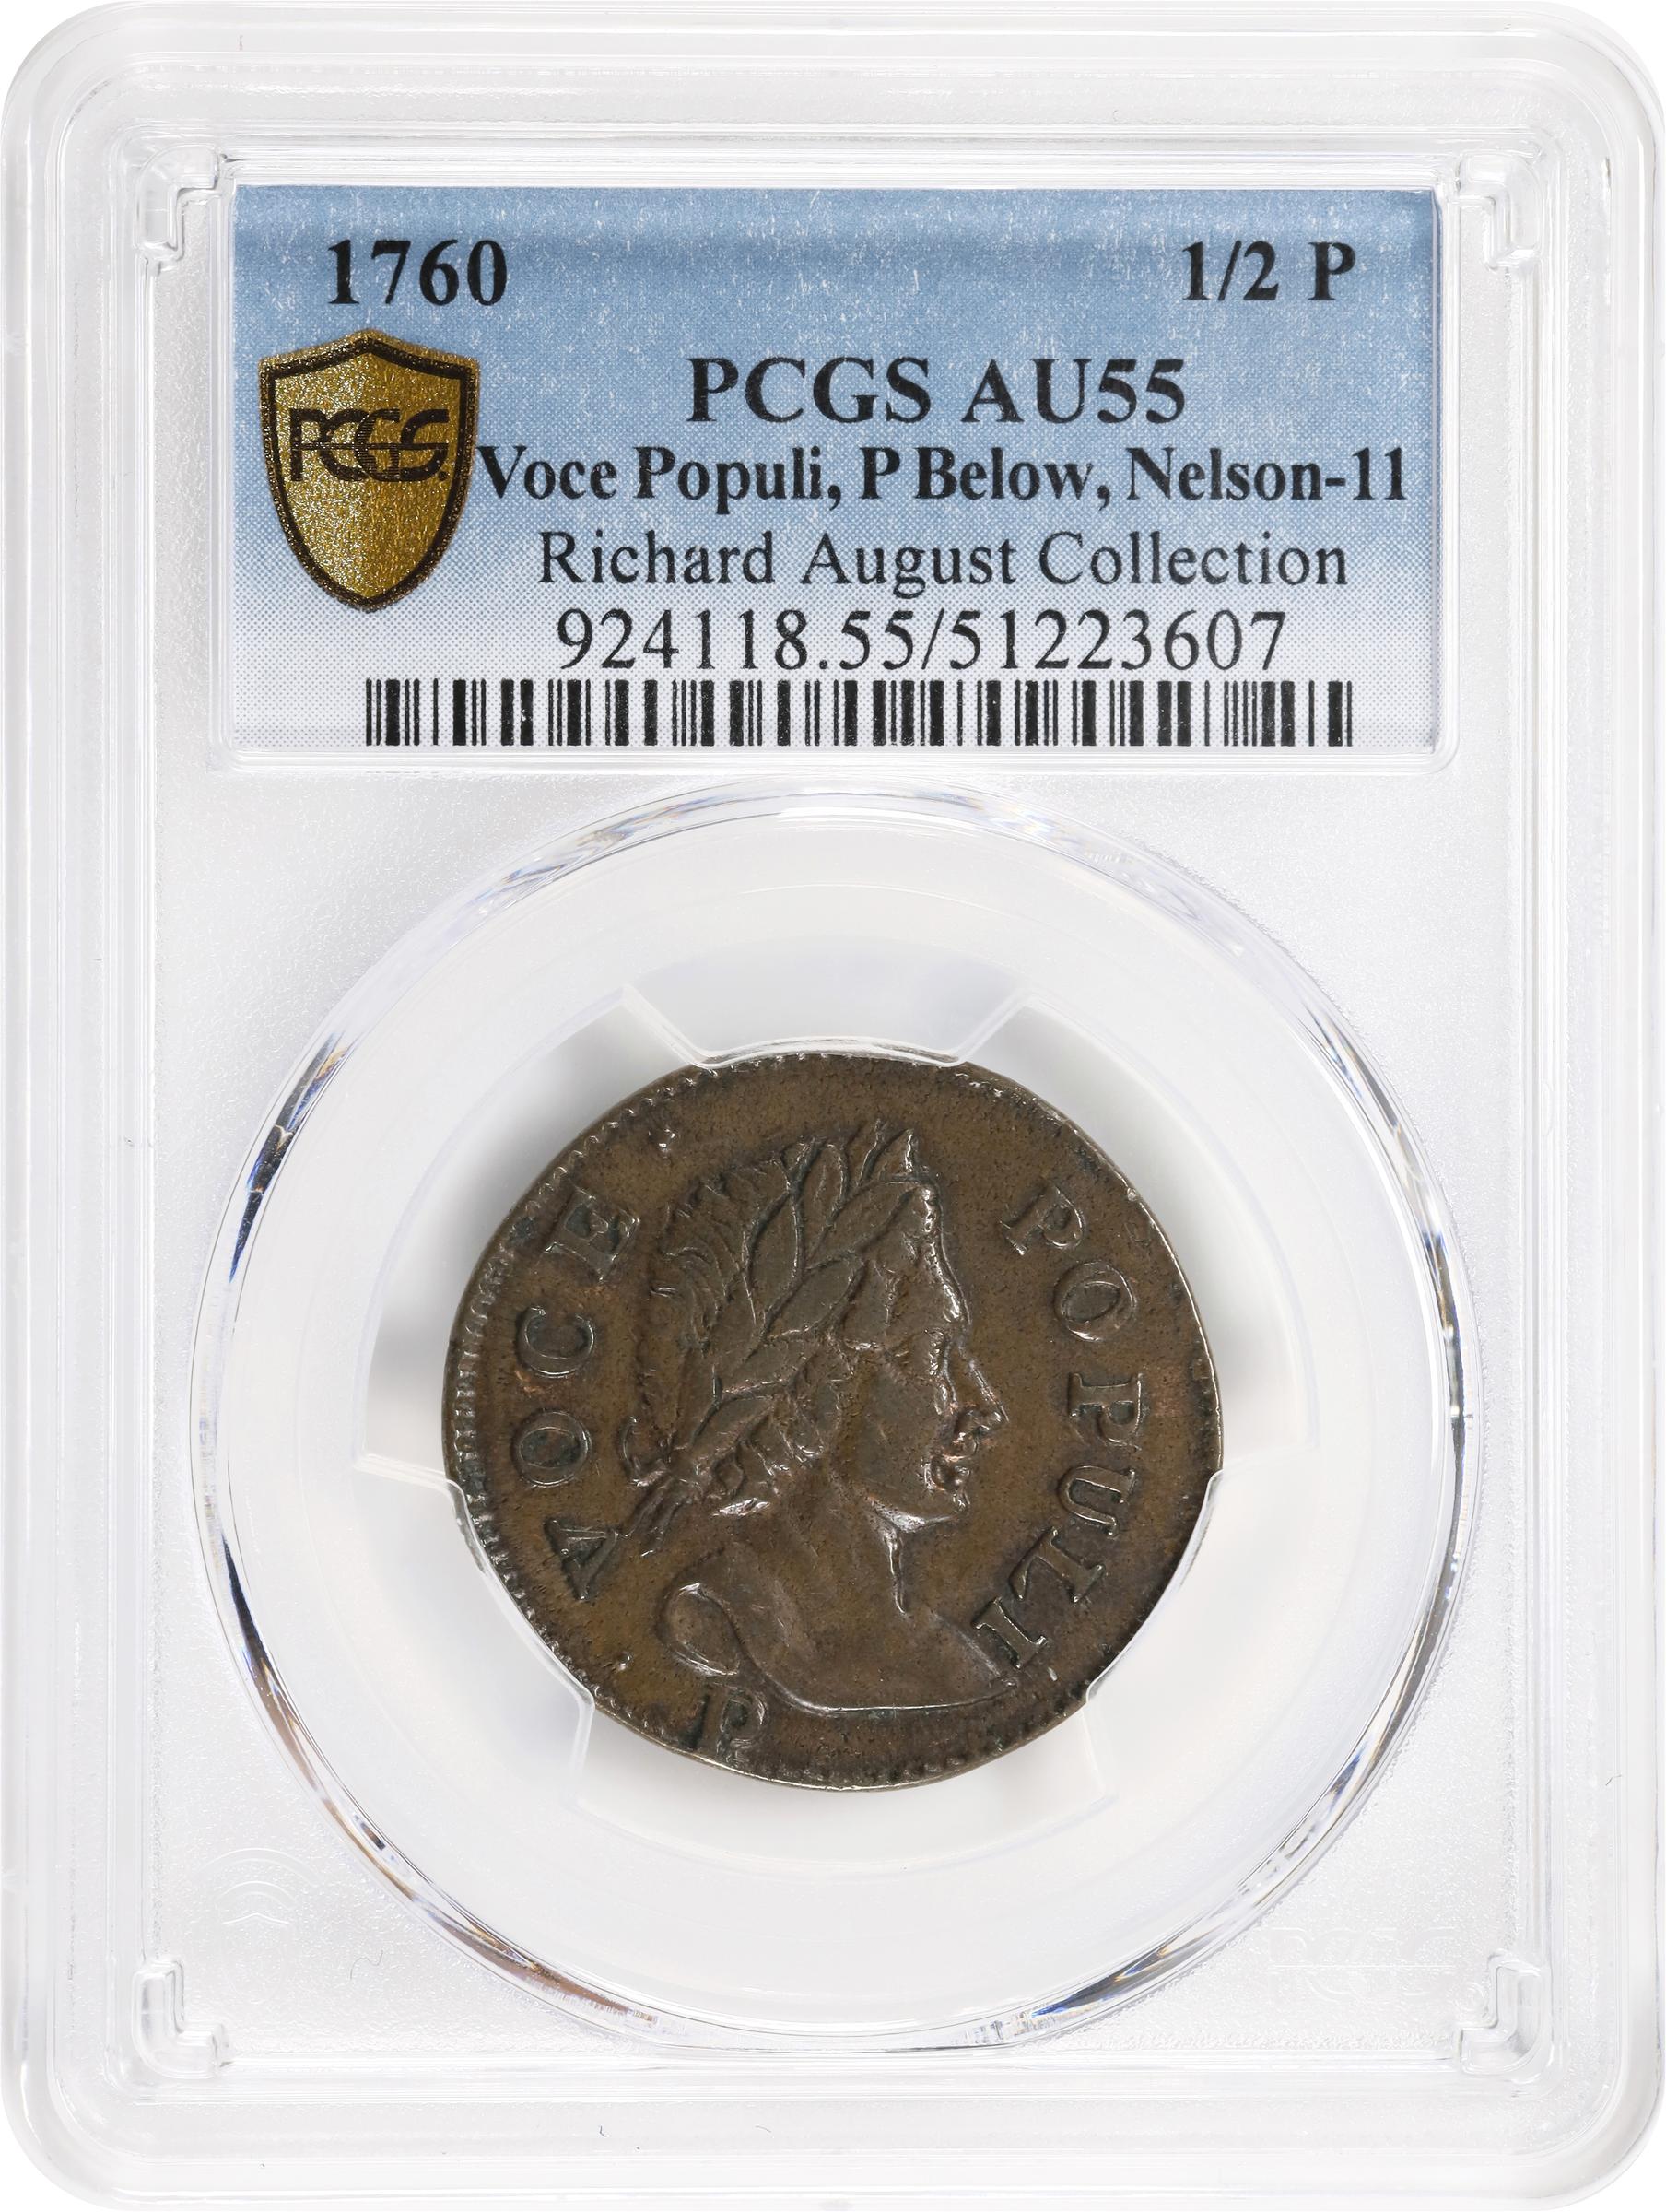 1760 1/2 P
PCGS AU55
PCGS
Voce Populi, P Below, Nelson-11
Richard August Collection
924118.55/51223607
VOCE POPULI
P